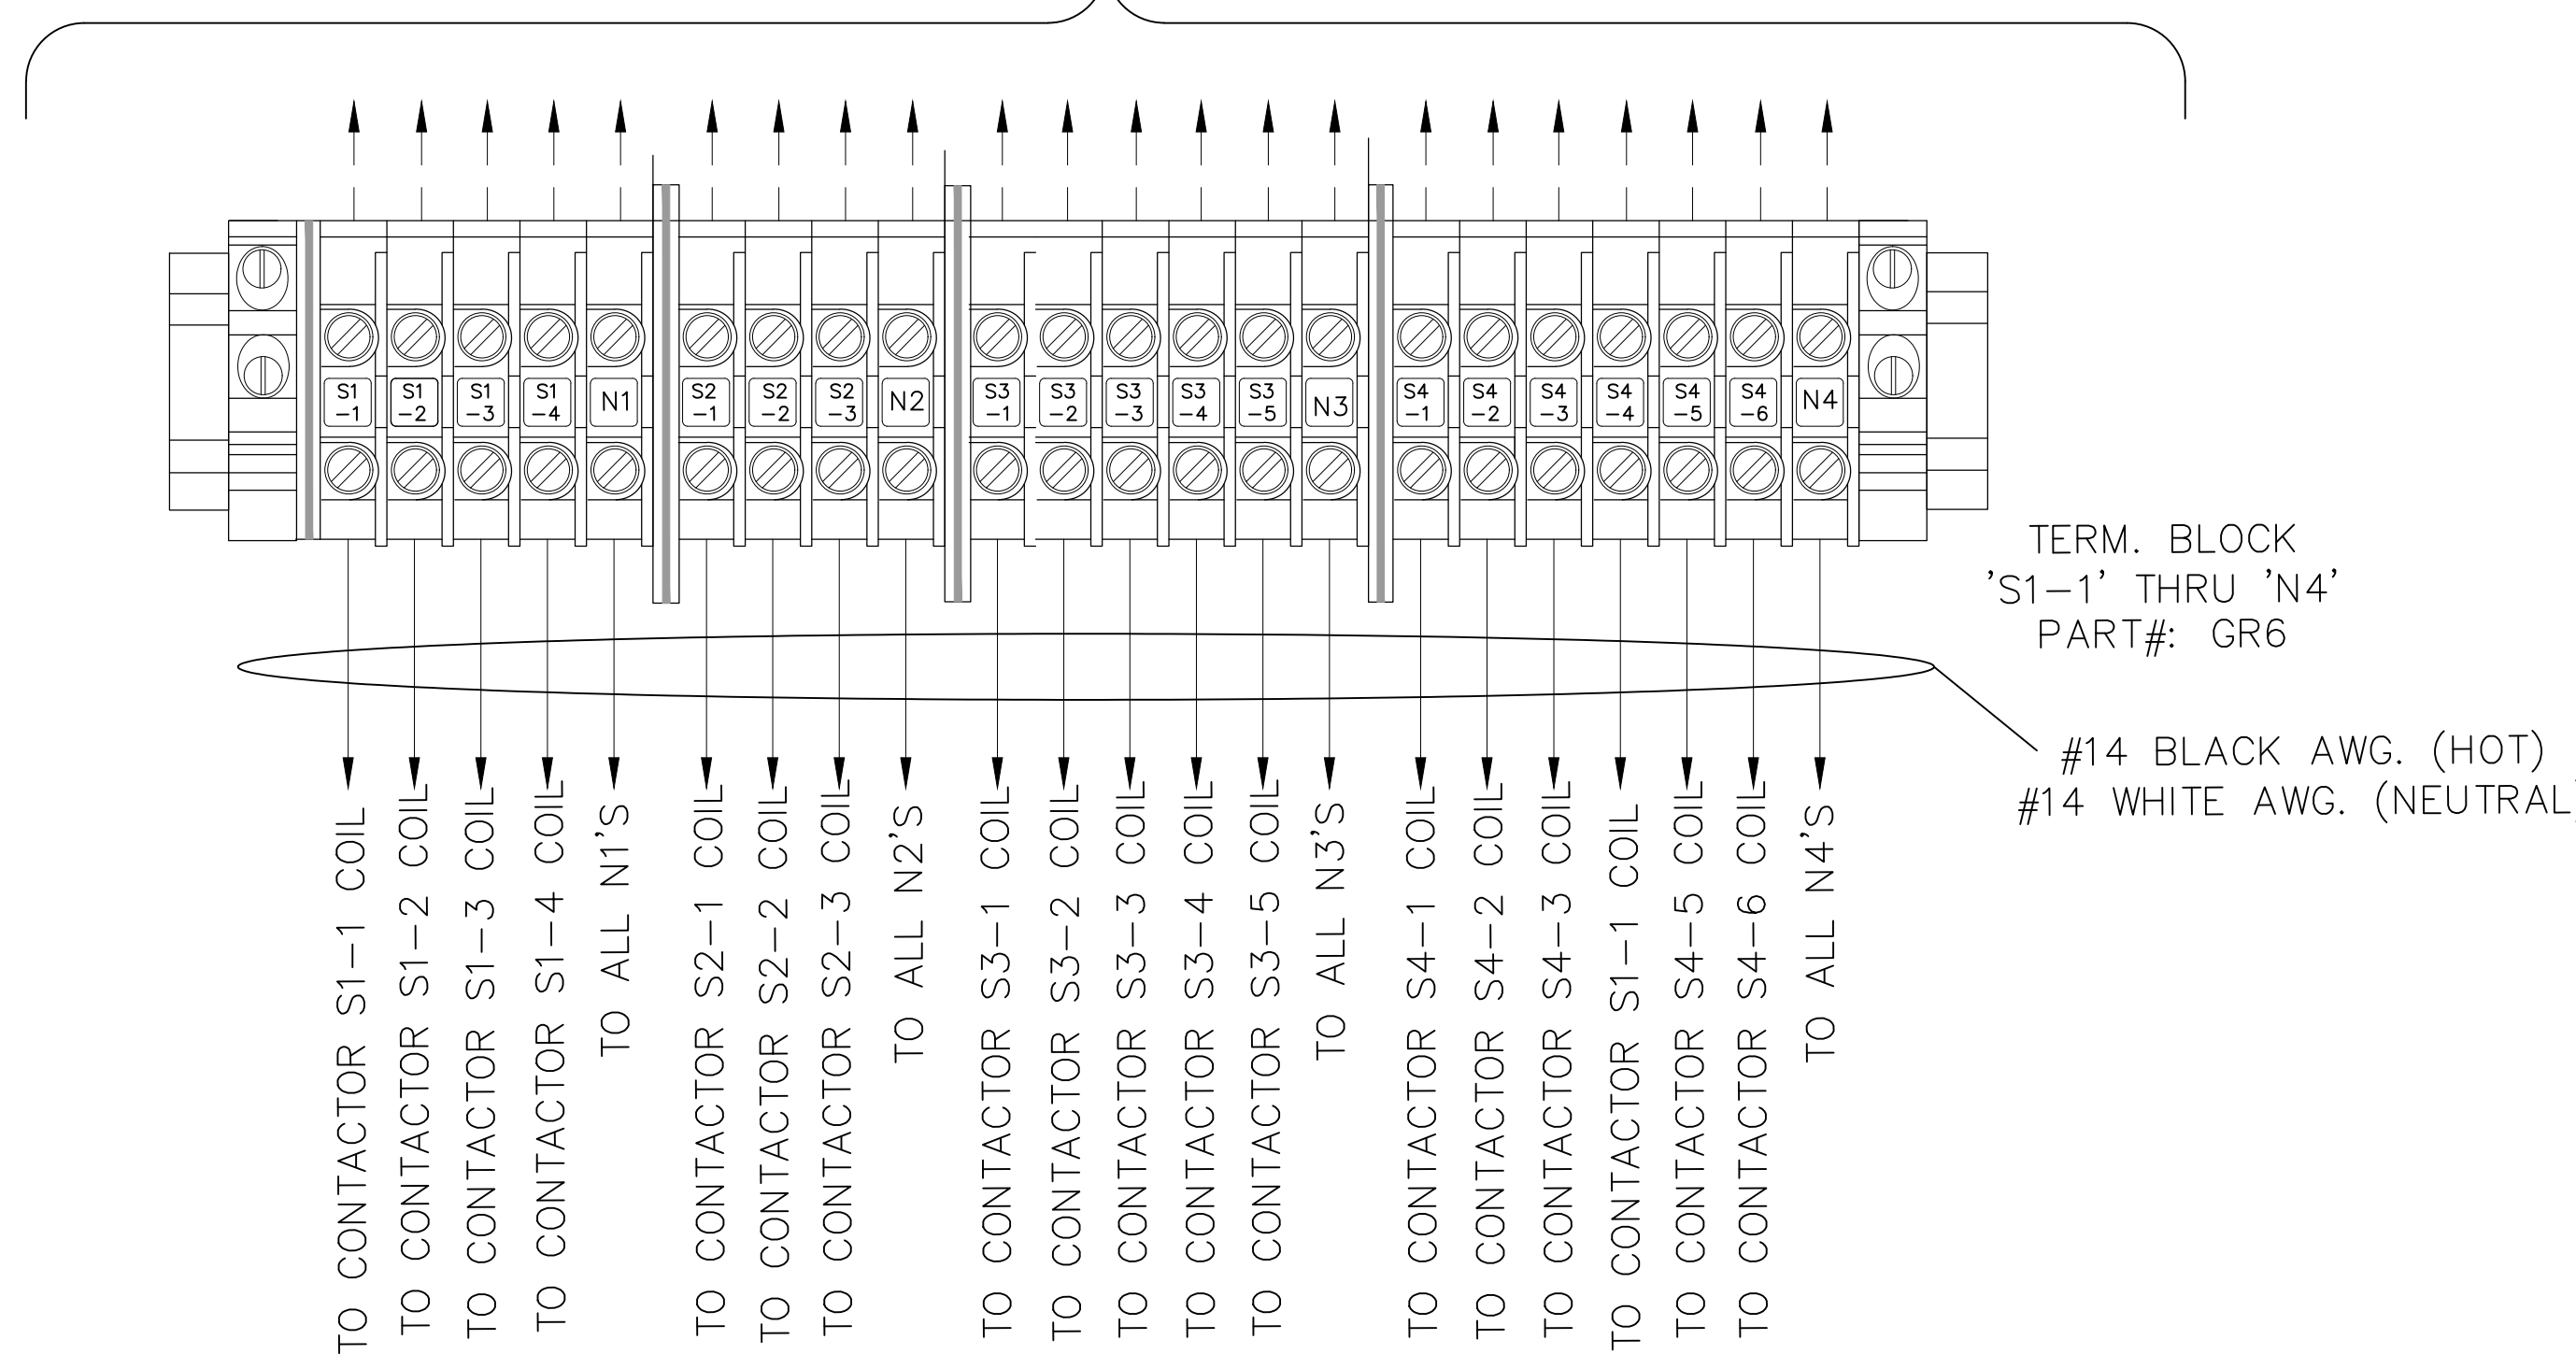 S1
-1
S1
-2
S1
-3
S1
-4
N1
S2
-1
S2
-2
S2
-3
N2
S3
-1
S3
-2
S3
-3
S3
-4
S3
-5
N3
S4
-1
S4
-2
S4
-3
S4
-4
S4
-5
S4
-6
N4
TERM. BLOCK
'S1-1' THRU 'N4'
PART#: GR6
#14 BLACK AWG. (HOT)
#14 WHITE AWG. (NEUTRAL
TO CONTACTOR S1-1 COIL
TO CONTACTOR S1-2 COIL
TO CONTACTOR S1-3 COIL
TO CONTACTOR S1-4 COIL
TO ALL N1'S
TO CONTACTOR S2-1 COIL
TO CONTACTOR S2-2 COIL
TO CONTACTOR S2-3 COIL
TO ALL N2'S
TO CONTACTOR S3-1 COIL
TO CONTACTOR S3-2 COIL
TO CONTACTOR S3-3 COIL
TO CONTACTOR S3-4 COIL
TO CONTACTOR S3-5 COIL
TO ALL N3'S
TO CONTACTOR S4-1 COIL
TO CONTACTOR S4-2 COIL
TO CONTACTOR S4-3 COIL
TO CONTACTOR S1-1 COIL
TO CONTACTOR S4-5 COIL
TO CONTACTOR S4-6 COIL
TO ALL N4'S